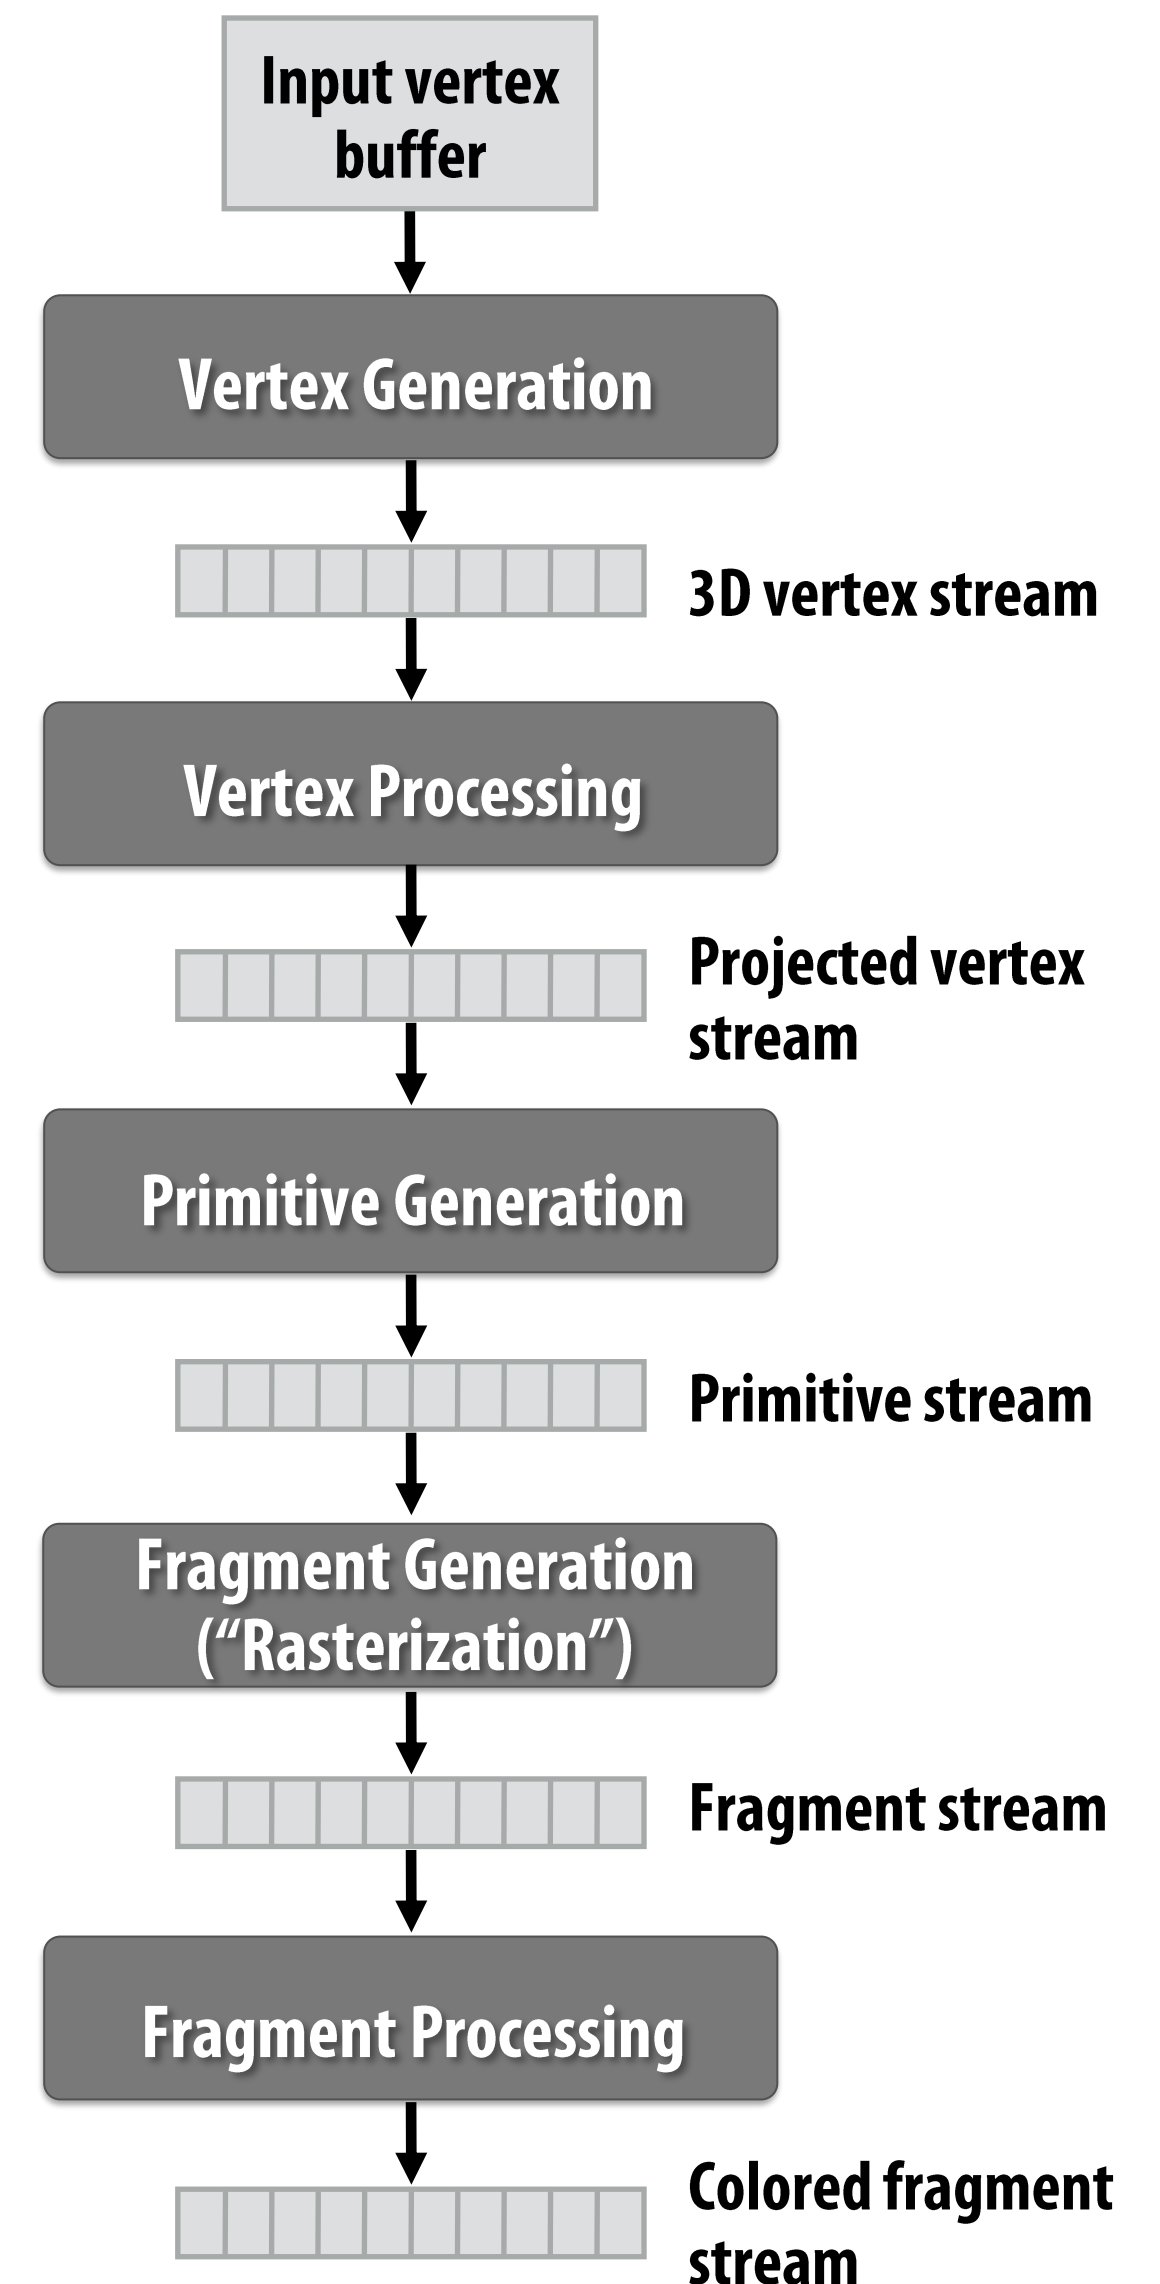 Input vertex
buffer
Vertex Generation
3D vertex stream
Vertex Processing
Projected vertex
stream
Primitive Generation
Primitive stream
Fragment Generation
(“Rasterization”)
Fragment stream
Fragment Processing
Colored fragment
stream